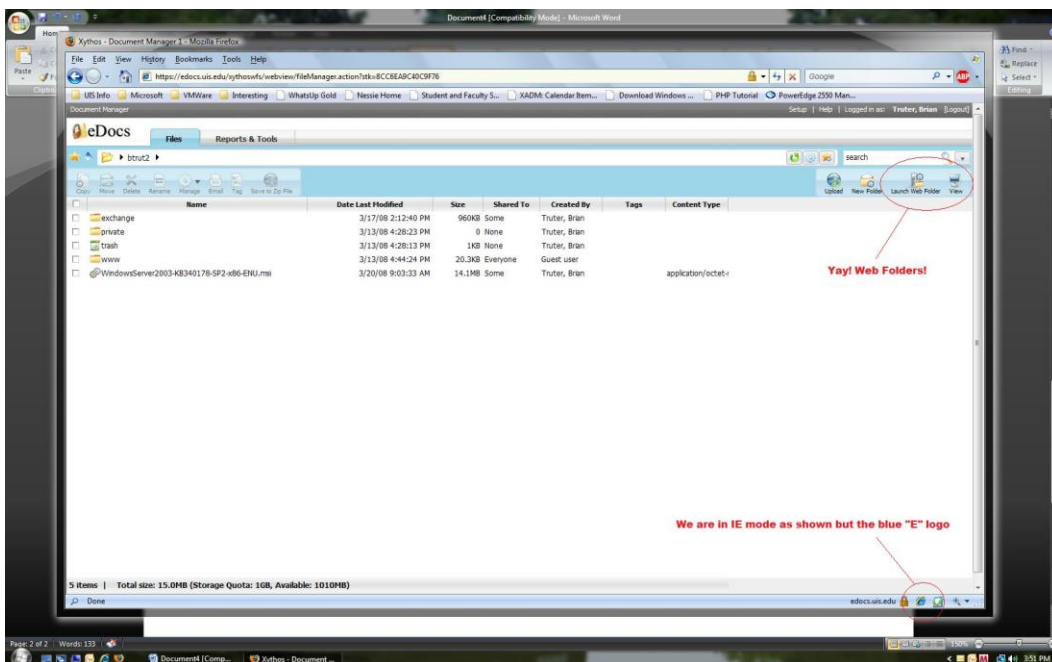 Document4 [Compatibility Mode] - Microsoft Word
Paste
Find
Replace
Select
Editing
Xythos - Document Manager 1 - Mozilla Firefox
File Edit View History Bookmarks Tools Help
https://edocs.uis.edu/xythoswfs/webview/fileManager.action?stk=8CC6EA9C40C9F76
Google
ABP
UIS Info Microsoft VMWare Interesting WhatsUp Gold Nessie Home Student and Faculty S... XADM: Calendar Item... Download Windows ... PHP Tutorial PowerEdge 2550 Man...
Document Manager
Setup | Help | Logged in as: Truter, Brian [Logout]
eDocs
Files Reports & Tools
btrut2
search
Copy Move Delete Rename Manage Email Tag Save to Zip File
Upload New Folder Launch Web Folder View
Name Date Last Modified Size Shared To Created By Tags Content Type
exchange 3/17/08 2:12:40 PM 960KB Some Truter, Brian
private 3/13/08 4:28:23 PM 0 None Truter, Brian
trash 3/13/08 4:28:13 PM 1KB None Truter, Brian
www 3/13/08 4:44:24 PM 20.3KB Everyone Guest user
WindowsServer2003-KB340178-SP2-x86-ENU.msi 3/20/08 9:03:33 AM 14.1MB Some Truter, Brian application/octet-
Yay! Web Folders!
We are in IE mode as shown but the blue "E" logo
5 items | Total size: 15.0MB (Storage Quota: 1GB, Available: 1010MB)
Done
edocs.uis.edu
Page: 2 of 2 Words: 133
150%
Document4 [Comp... Xythos - Document ...
3:51 PM